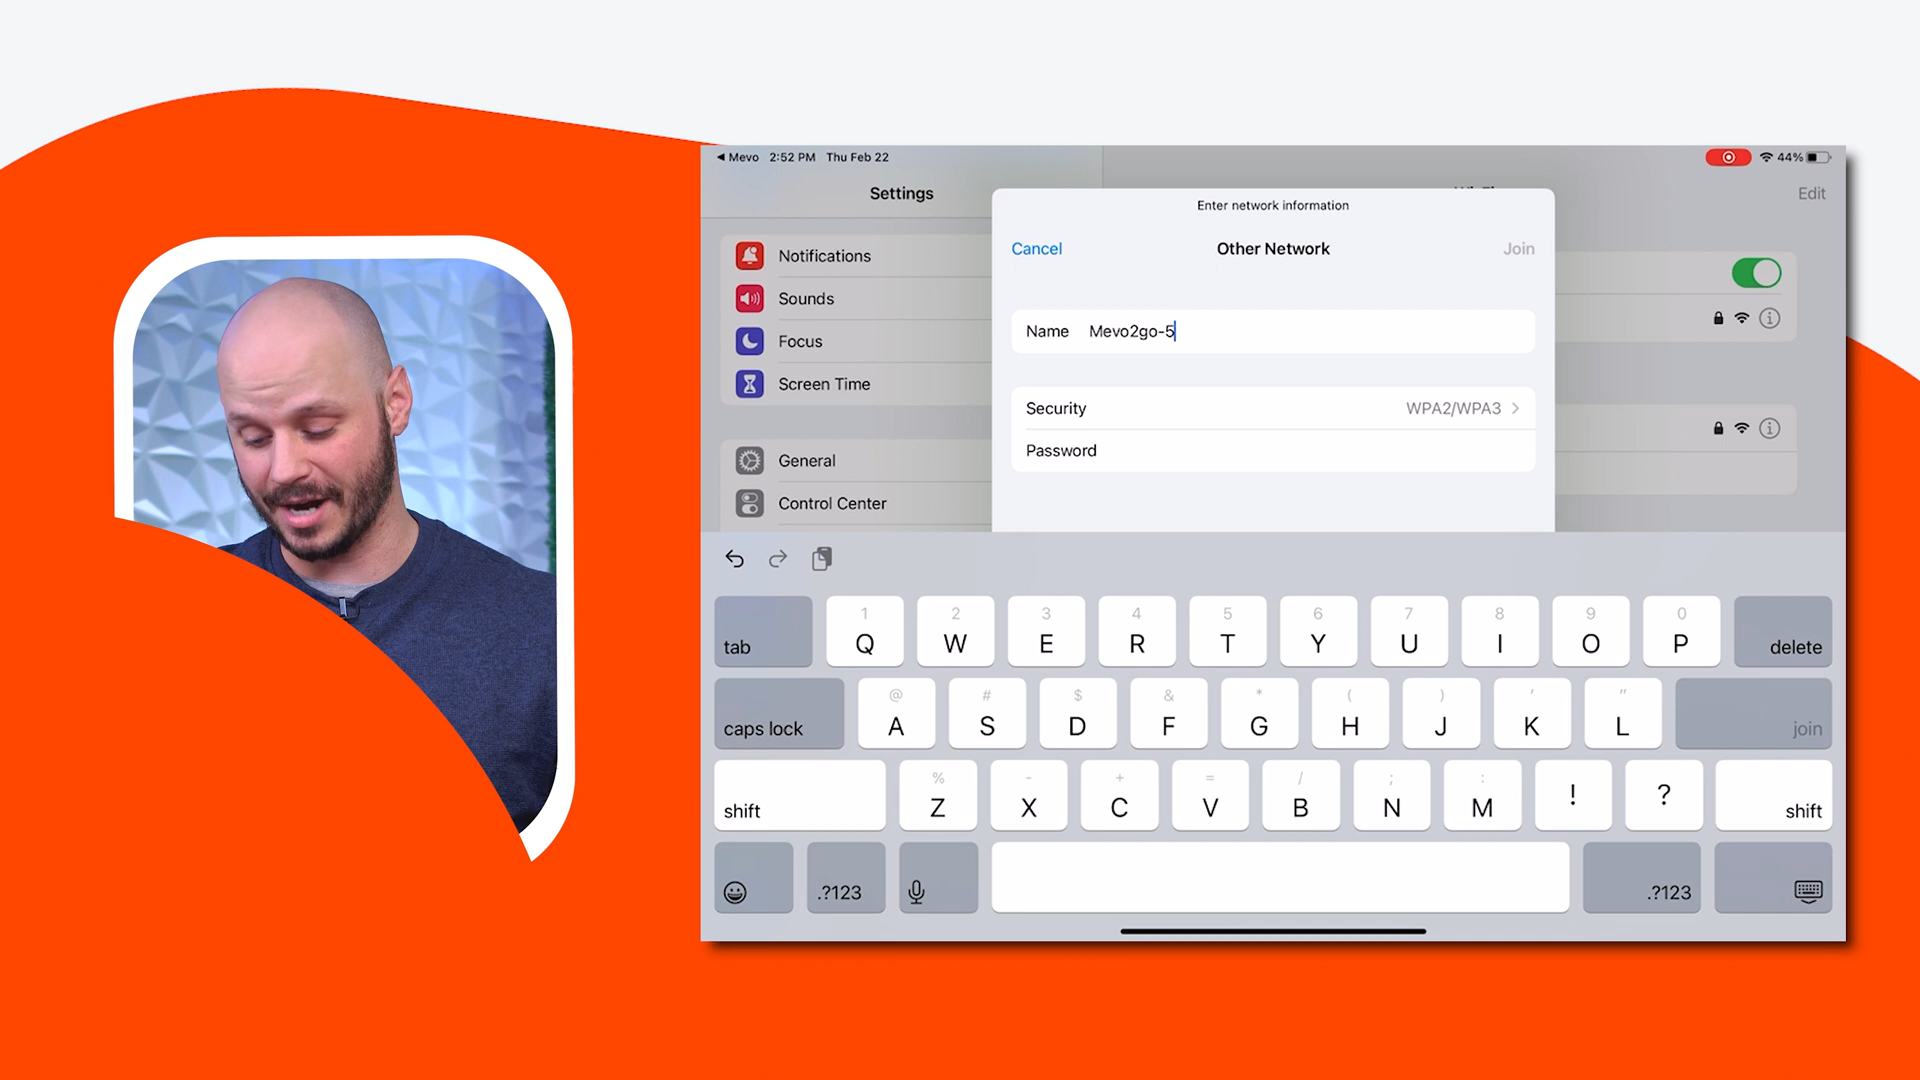 ◀ Mevo 2:52 PM Thu Feb 22
44%
Settings
Edit
Enter network information
Cancel
Other Network
Join
Notifications
Sounds
Focus
Screen Time
General
Control Center
Name Mevo2go-5
Security WPA2/WPA3
Password
1 2 3 4 5 6 7 8 9 0
tab Q W E R T Y U I O P delete
@ # $ & * ( ) ' "
caps lock A S D F G H J K L join
% - + = / ; :
shift Z X C V B N M ! ? shift
.?123 .?123